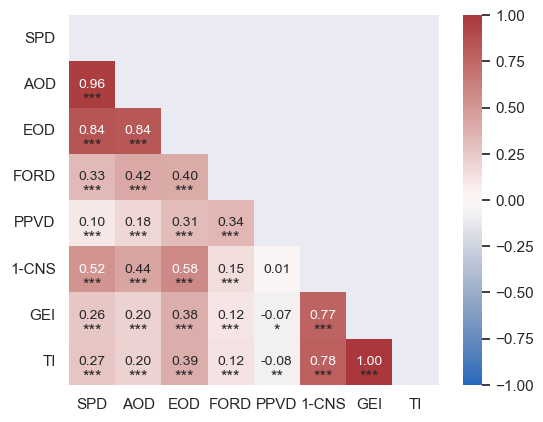 SPD
AOD 0.96
***
EOD 0.84 0.84
*** ***
FORD 0.33 0.42 0.40
*** *** ***
PPVD 0.10 0.18 0.31 0.34
*** *** *** ***
1-CNS 0.52 0.44 0.58 0.15 0.01
*** *** *** ***
GEI 0.26 0.20 0.38 0.12 -0.07 0.77
*** *** *** *** * ***
TI 0.27 0.20 0.39 0.12 -0.08 0.78 1.00
*** *** *** *** ** *** ***
SPD AOD EOD FORD PPVD 1-CNS GEI TI
1.00
0.75
0.50
0.25
0.00
−0.25
−0.50
−0.75
−1.00